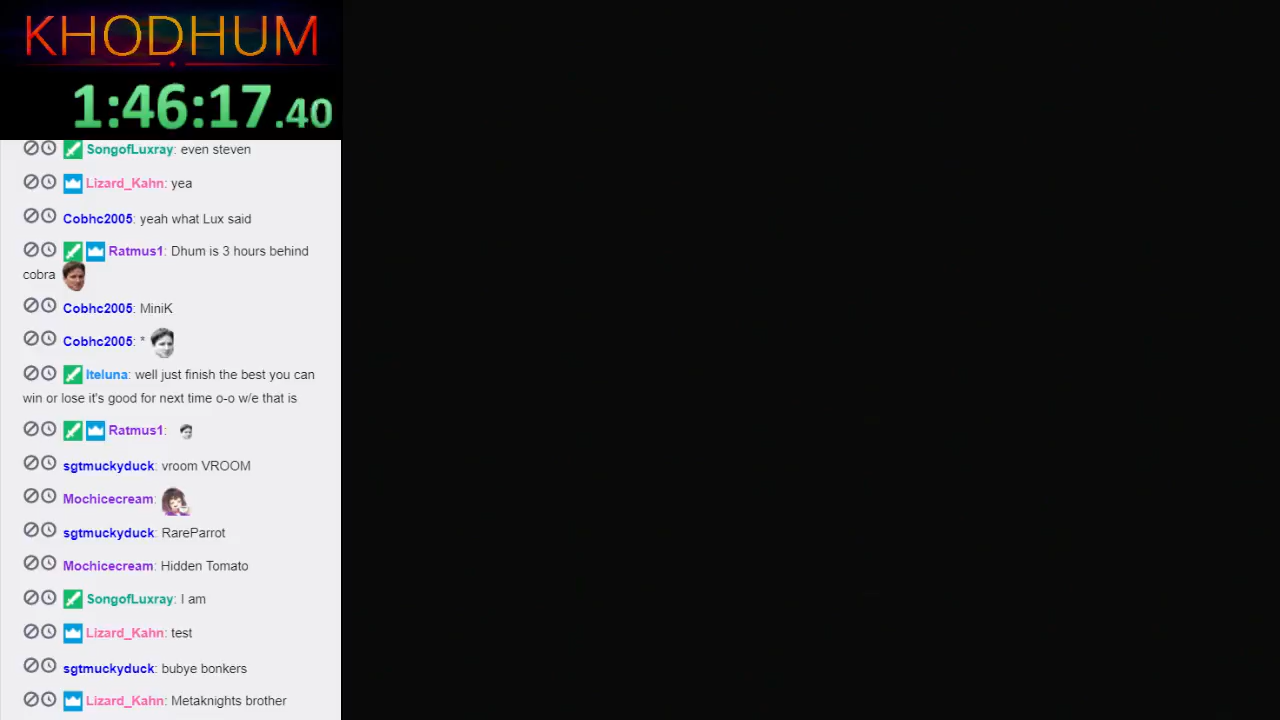 KHODHUM
1:46:17.40
SongofLuxray: even steven
Lizard_Kahn: yea
Cobhc2005: yeah what Lux said
Ratmus1: Dhum is 3 hours behind
cobra
Cobhc2005: MiniK
Cobhc2005: *
Iteluna: well just finish the best you can
win or lose it's good for next time o-o w/e that is
Ratmus1:
sgtmuckyduck: vroom VROOM
Mochicecream:
sgtmuckyduck: RareParrot
Mochicecream: Hidden Tomato
SongofLuxray: I am
Lizard_Kahn: test
sgtmuckyduck: bubye bonkers
Lizard_Kahn: Metaknights brother